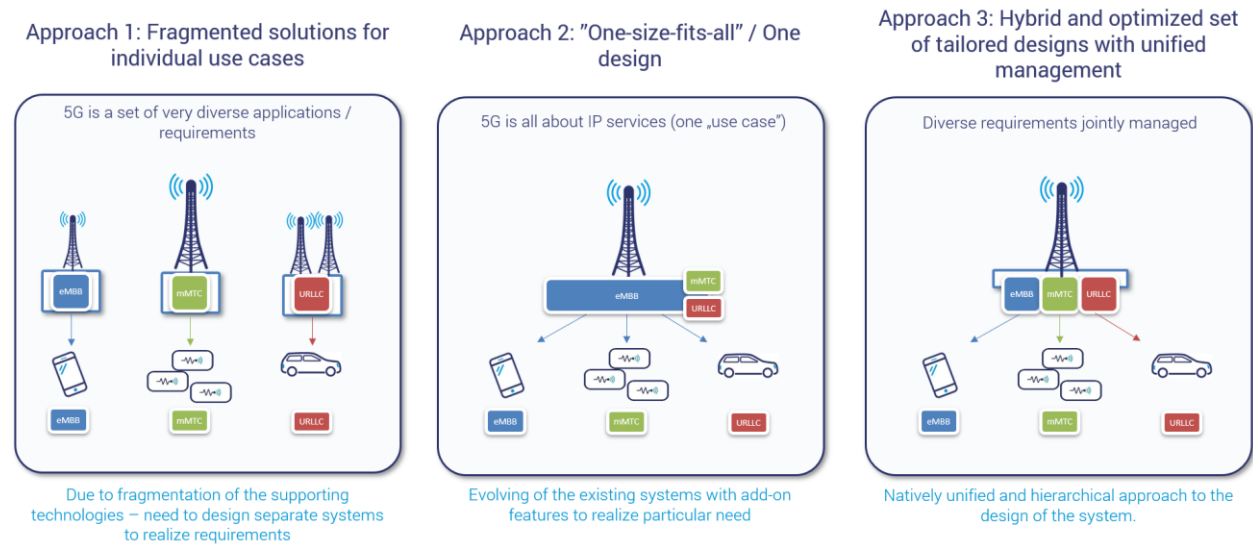 Approach 1: Fragmented solutions for
individual use cases
5G is a set of very diverse applications /
requirements
eMBB
mMTC
URLLC
eMBB
mMTC
URLLC
Due to fragmentation of the supporting
technologies – need to design separate systems
to realize requirements
Approach 2: ”One-size-fits-all” / One
design
5G is all about IP services (one „use case”)
eMBB
mMTC
URLLC
eMBB
mMTC
URLLC
Evolving of the existing systems with add-on
features to realize particular need
Approach 3: Hybrid and optimized set
of tailored designs with unified
management
Diverse requirements jointly managed
eMBB
mMTC
URLLC
eMBB
mMTC
URLLC
Natively unified and hierarchical approach to the
design of the system.